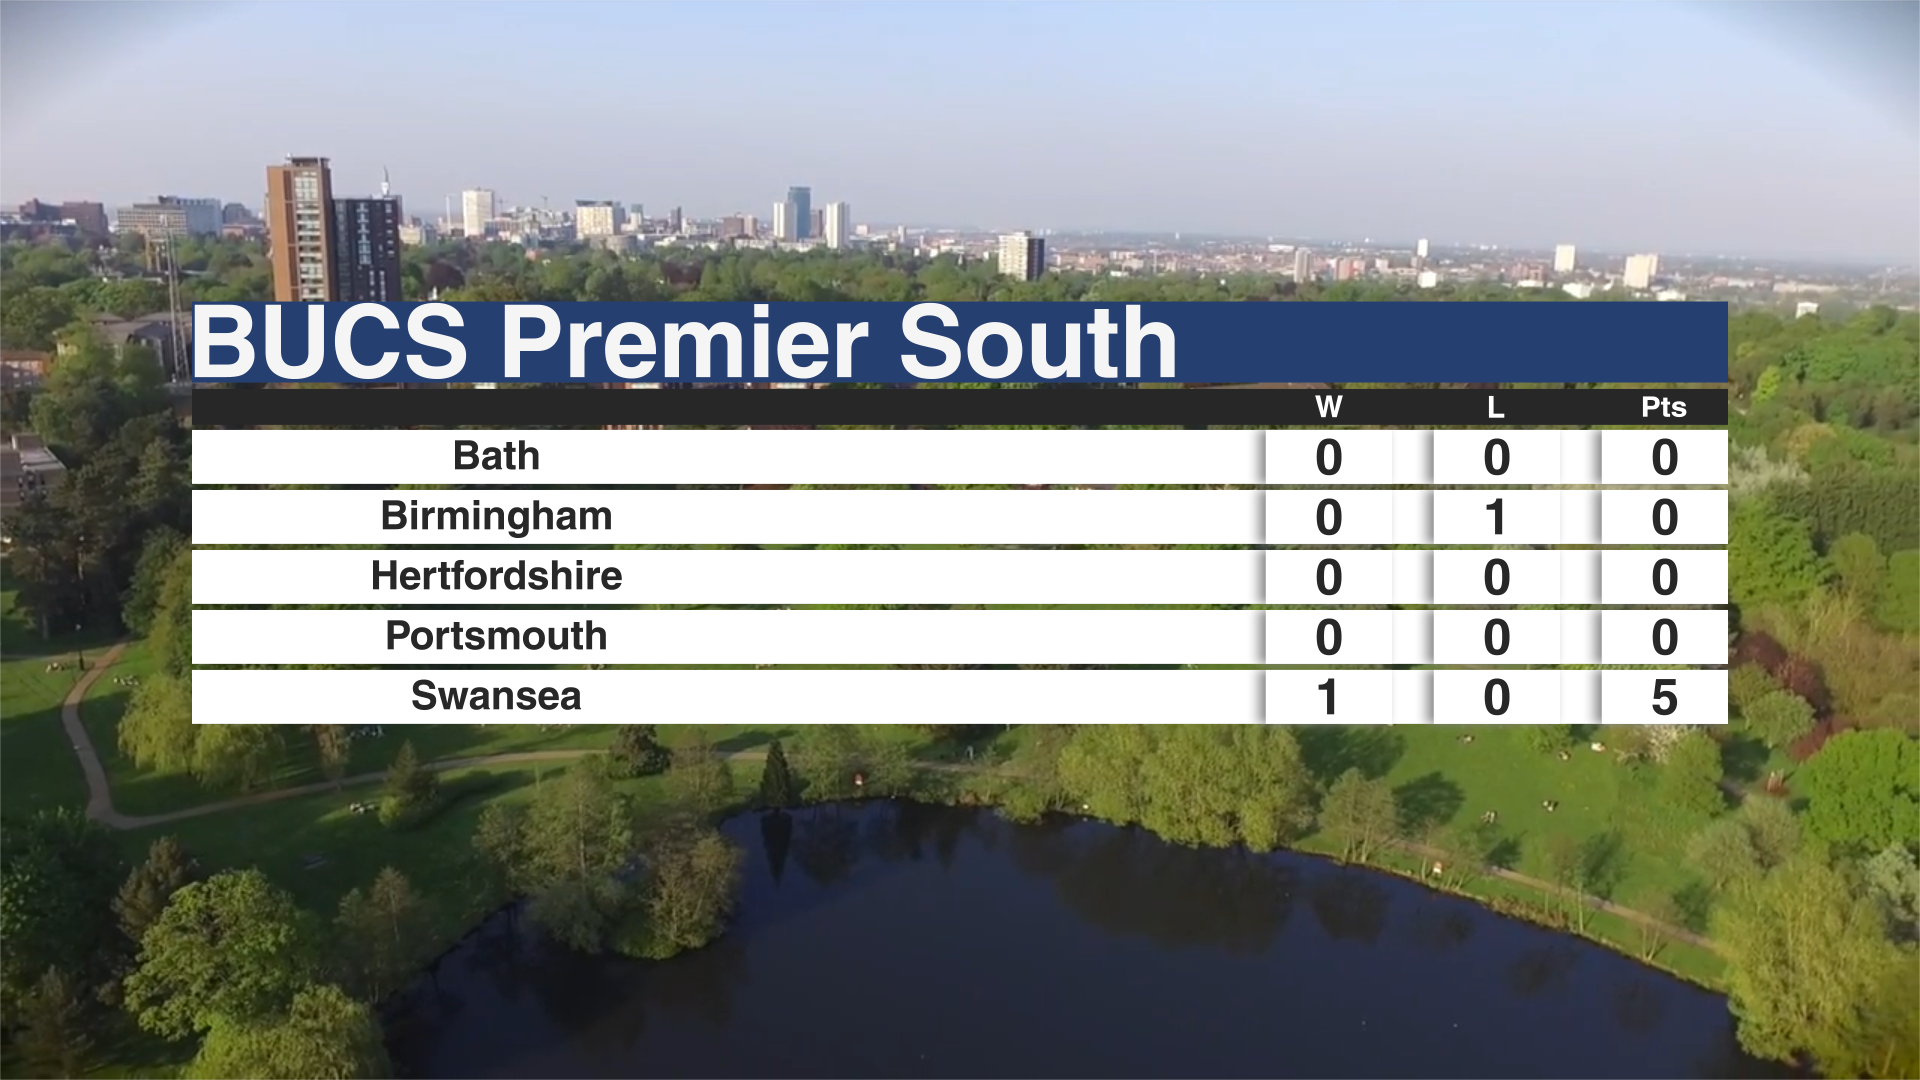 BUCS Premier South
W L Pts
Bath 0 0 0
Birmingham 0 1 0
Hertfordshire 0 0 0
Portsmouth 0 0 0
Swansea 1 0 5